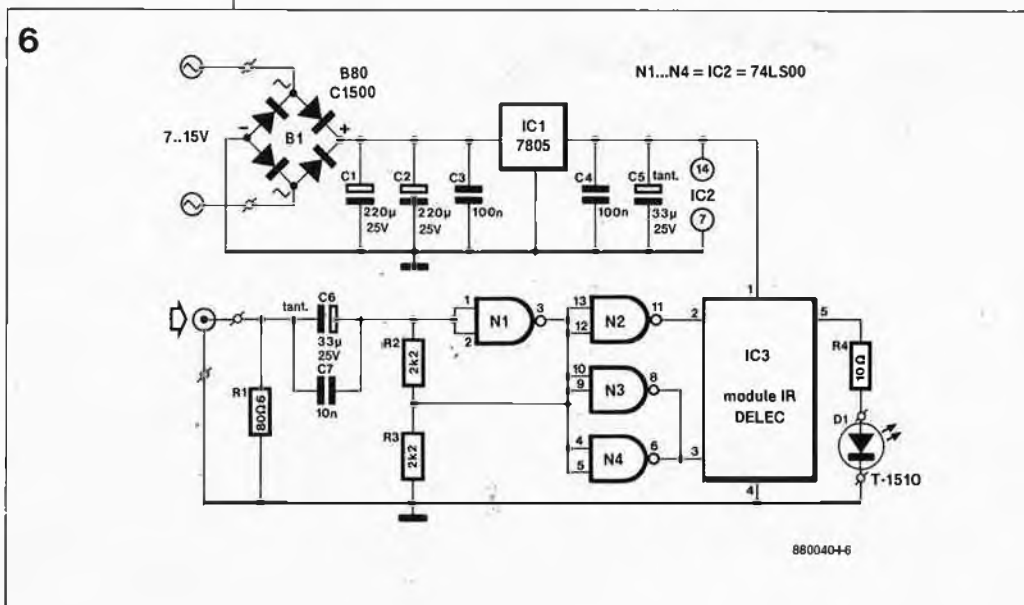 6
B80
C1500
N1...N4 = IC2 = 74LS00
~
~
7..15V
-
B1
+
~
~
IC1
7805
C1
220µ
25V
C2
220µ
25V
C3
100n
C4
100n
C5 tant.
33µ
25V
14
IC2
7
tant.
C6
33µ
25V
C7
10n
R1
80Ω6
R2
2k2
R3
2k2
1
2
N1
3
13
12
N2
11
10
9
N3
8
4
5
N4
6
1
2
3
4
5
IC3
module IR
DELEC
R4
10Ω
D1
T-1510
880040-I-6